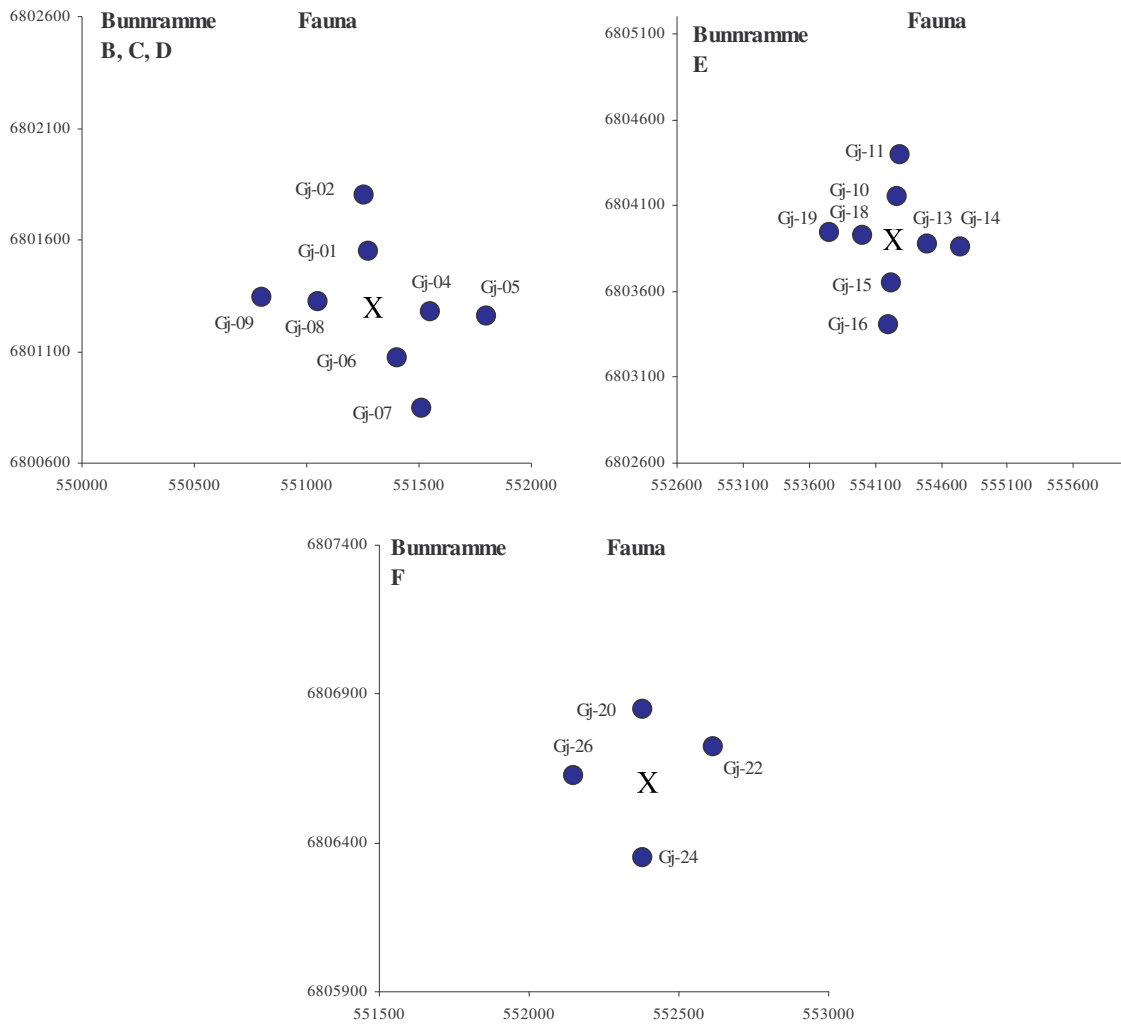 Bunnramme Fauna
B, C, D
6802600
6802100
6801600
6801100
6800600
Gj-02
Gj-01
Gj-04
Gj-05
Gj-09
Gj-08
X
Gj-06
Gj-07
550000 550500 551000 551500 552000
Bunnramme Fauna
E
6805100
6804600
6804100
6803600
6803100
6802600
Gj-11
Gj-10
Gj-19 Gj-18 Gj-13 Gj-14
X
Gj-15
Gj-16
552600 553100 553600 554100 554600 555100 555600
Bunnramme Fauna
F
6807400
6806900
6806400
6805900
Gj-20
Gj-26
Gj-22
X
Gj-24
551500 552000 552500 553000